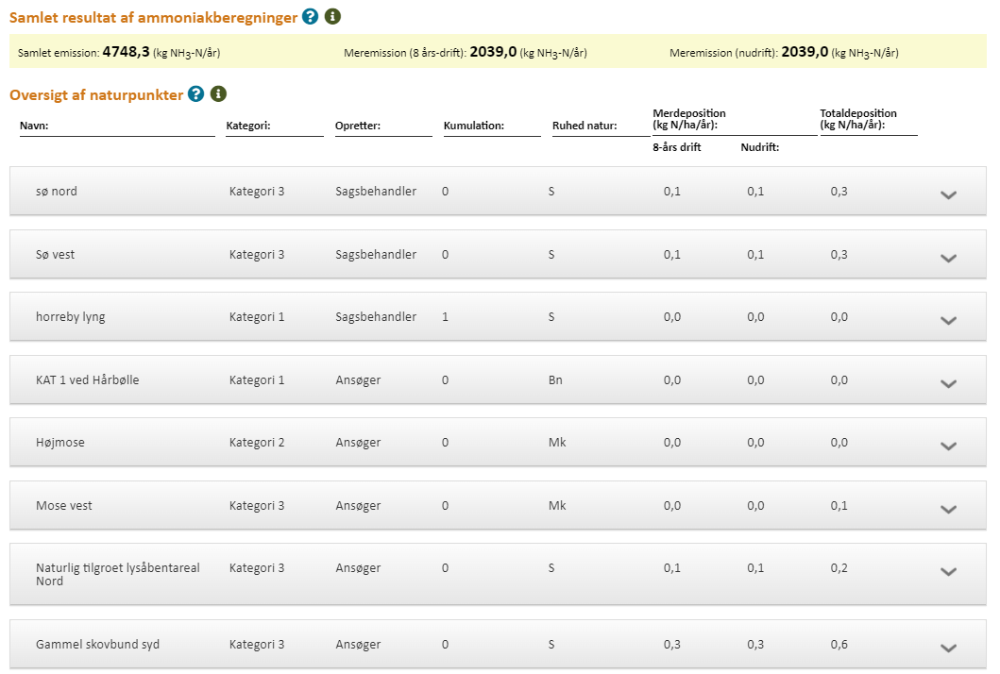 Samlet resultat af ammoniakberegninger ? i
Samlet emission: 4748,3 (kg NH3-N/år) Meremission (8 års-drift): 2039,0 (kg NH3-N/år) Meremission (nudrift): 2039,0 (kg NH3-N/år)
Oversigt af naturpunkter ? i
Navn: Kategori: Opretter: Kumulation: Ruhed natur: Merdeposition (kg N/ha/år): Totaldeposition (kg N/ha/år):
8-års drift Nudrift:
sø nord Kategori 3 Sagsbehandler 0 S 0,1 0,1 0,3
Sø vest Kategori 3 Sagsbehandler 0 S 0,1 0,1 0,3
horreby lyng Kategori 1 Sagsbehandler 1 S 0,0 0,0 0,0
KAT 1 ved Hårbølle Kategori 1 Ansøger 0 Bn 0,0 0,0 0,0
Højmose Kategori 2 Ansøger 0 Mk 0,0 0,0 0,0
Mose vest Kategori 3 Ansøger 0 Mk 0,0 0,0 0,1
Naturlig tilgroet lysåbentareal Kategori 3 Ansøger 0 S 0,1 0,1 0,2
Nord
Gammel skovbund syd Kategori 3 Ansøger 0 S 0,3 0,3 0,6